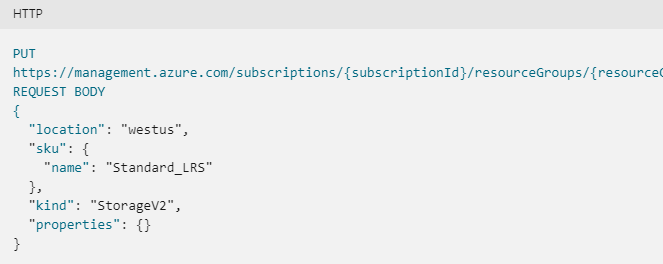 HTTP
PUT
https://management.azure.com/subscriptions/{subscriptionId}/resourceGroups/{resource
REQUEST BODY
{
"location": "westus",
"sku": {
"name": "Standard_LRS"
},
"kind": "StorageV2",
"properties": {}
}